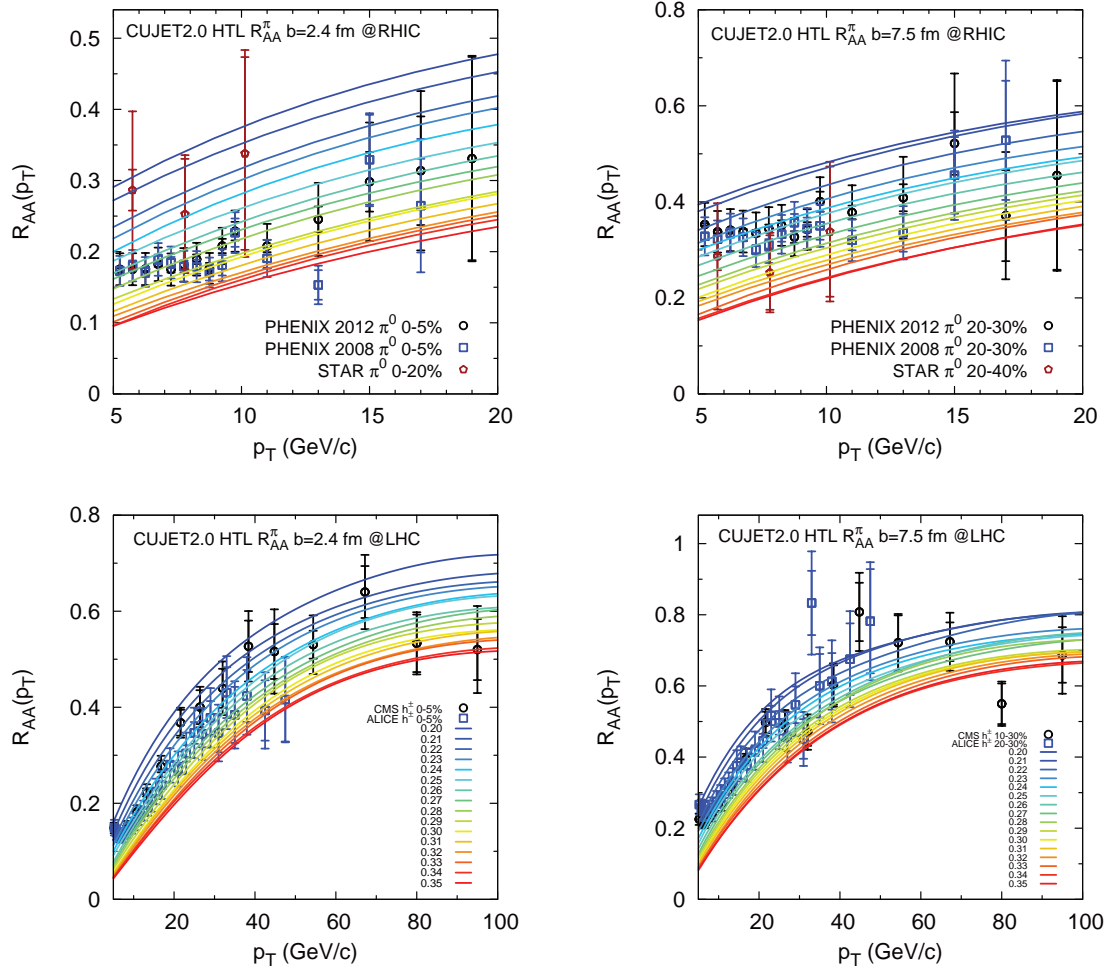 CUJET2.0 HTL R_AA^π b=2.4 fm @RHIC
0.5
0.4
0.3
0.2
0.1
0
R_AA(p_T)
PHENIX 2012 π^0 0-5%
PHENIX 2008 π^0 0-5%
STAR π^0 0-20%
5 10 15 20
p_T (GeV/c)
CUJET2.0 HTL R_AA^π b=7.5 fm @RHIC
0.8
0.6
0.4
0.2
0
R_AA(p_T)
PHENIX 2012 π^0 20-30%
PHENIX 2008 π^0 20-30%
STAR π^0 20-40%
5 10 15 20
p_T (GeV/c)
CUJET2.0 HTL R_AA^π b=2.4 fm @LHC
0.8
0.6
0.4
0.2
0
R_AA(p_T)
CMS h^± 0-5%
ALICE h^± 0-5%
0.20
0.21
0.22
0.23
0.24
0.25
0.26
0.27
0.28
0.29
0.30
0.31
0.32
0.33
0.34
0.35
20 40 60 80 100
p_T (GeV/c)
CUJET2.0 HTL R_AA^π b=7.5 fm @LHC
1
0.8
0.6
0.4
0.2
0
R_AA(p_T)
CMS h^± 10-30%
ALICE h^± 20-30%
0.20
0.21
0.22
0.23
0.24
0.25
0.26
0.27
0.28
0.29
0.30
0.31
0.32
0.33
0.34
0.35
20 40 60 80 100
p_T (GeV/c)